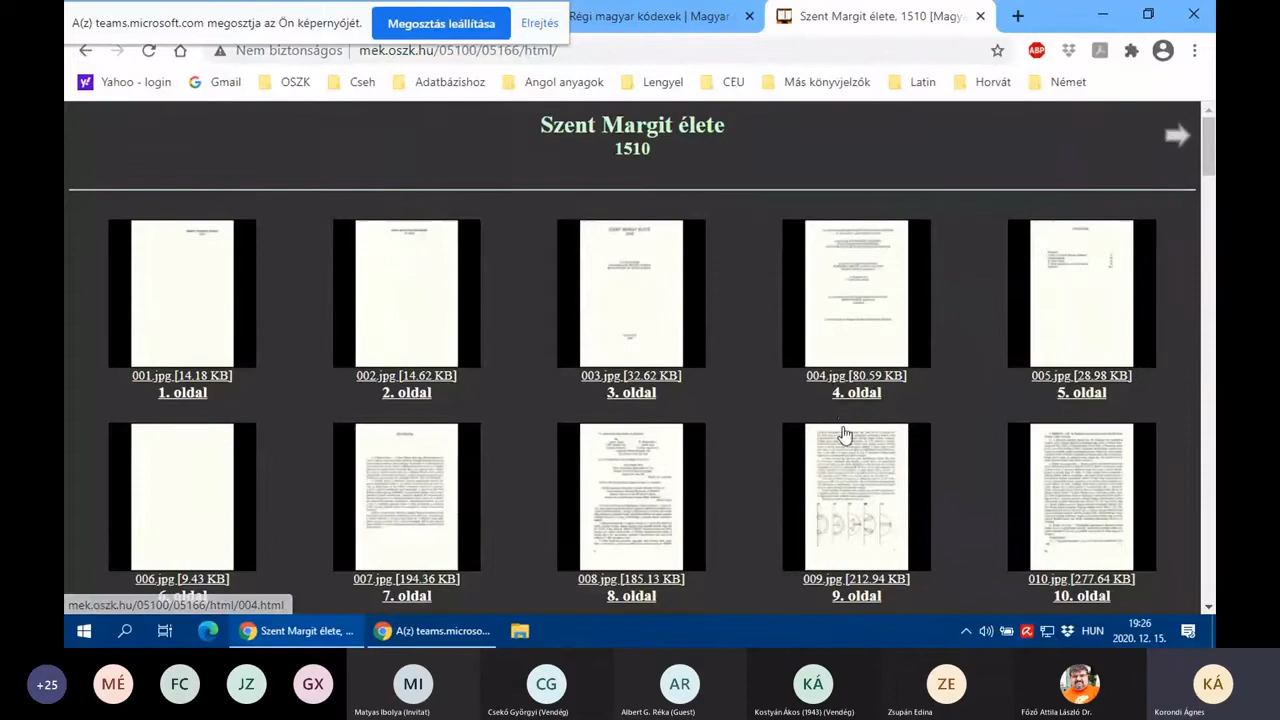 A(z) teams.microsoft.com megosztja az Ön képernyőjét.
Megosztás leállítása
Elrejtés
Régi magyar kódexek | Magyar
Szent Margit élete, 1510 [Magy
Nem biztonságos
mek.oszk.hu/05100/05166/html/
ABP
Yahoo - login
Gmail
OSZK
Cseh
Adatbázishoz
Angol anyagok
Lengyel
CEU
Más könyvjelzők
Latin
Horvát
Német
Szent Margit élete
1510
001.jpg [14.18 KB]
1. oldal
002.jpg [14.62 KB]
2. oldal
003.jpg [32.62 KB]
3. oldal
004.jpg [80.59 KB]
4. oldal
005.jpg [28.98 KB]
5. oldal
006.jpg [9.43 KB]
6. oldal
007.jpg [194.36 KB]
7. oldal
008.jpg [185.13 KB]
8. oldal
009.jpg [212.94 KB]
9. oldal
010.jpg [277.64 KB]
10. oldal
mek.oszk.hu/05100/05166/html/004.html
Szent Margit élete, ...
A(z) teams.microso...
HUN
19:26
2020. 12. 15.
+25
MÉ
FC
JZ
GX
MI
CG
AR
KÁ
ZE
KÁ
Matyas Ibolya (Invitat)
Csekő Györgyi (Vendég)
Albert G. Réka (Guest)
Kostyán Ákos (1943) (Vendég)
Zsupán Edina
Főző Attila László Dr.
Korondi Ágnes